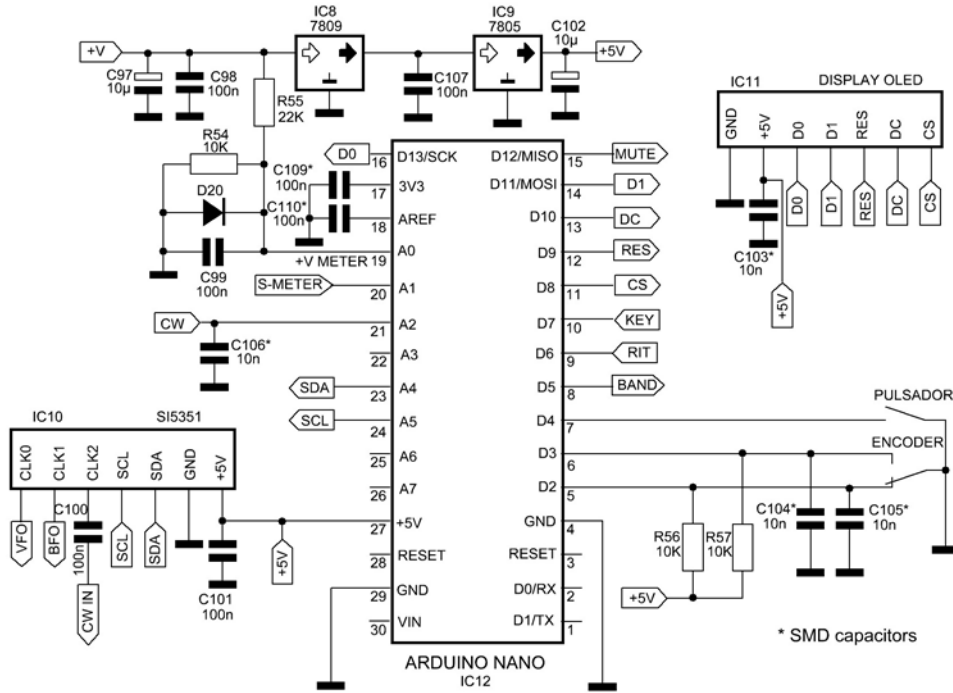 IC8
7809
IC9
7805
C102
10µ
+V
+5V
C97
10µ
C98
100n
C107
100n
R55
22K
R54
10K
D20
C99
100n
C109*
100n
C110*
100n
+V METER
IC11
DISPLAY OLED
GND
+5V
D0
D1
RES
DC
CS
D0
D1
RES
DC
CS
C103*
10n
+5V
D0
16
D13/SCK
17
3V3
18
AREF
19
A0
S-METER
20
A1
CW
21
A2
C106*
10n
22
A3
SDA
23
A4
SCL
24
A5
25
A6
26
A7
27
+5V
28
RESET
29
GND
30
VIN
D12/MISO
15
MUTE
D11/MOSI
14
D1
D10
13
DC
D9
12
RES
D8
11
CS
D7
10
KEY
D6
9
RIT
D5
8
BAND
D4
7
D3
6
D2
5
GND
4
RESET
3
D0/RX
2
D1/TX
1
PULSADOR
ENCODER
C104*
10n
C105*
10n
R56
10K
R57
10K
+5V
IC10
SI5351
CLK0
CLK1
CLK2
SCL
SDA
GND
+5V
C100
100n
VFO
BFO
SCL
SDA
CW IN
C101
100n
+5V
ARDUINO NANO
IC12
* SMD capacitors